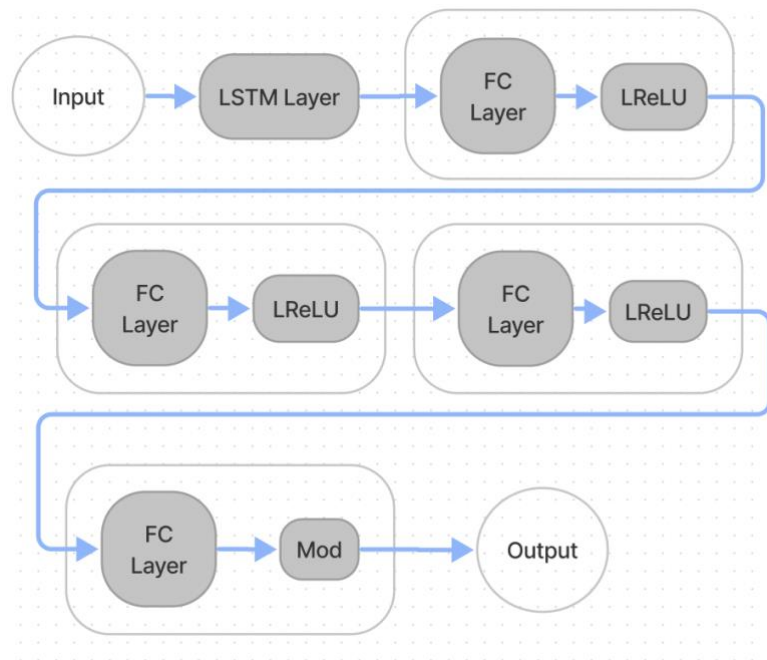 Input
LSTM Layer
FC
Layer
LReLU
FC
Layer
LReLU
FC
Layer
LReLU
FC
Layer
Mod
Output